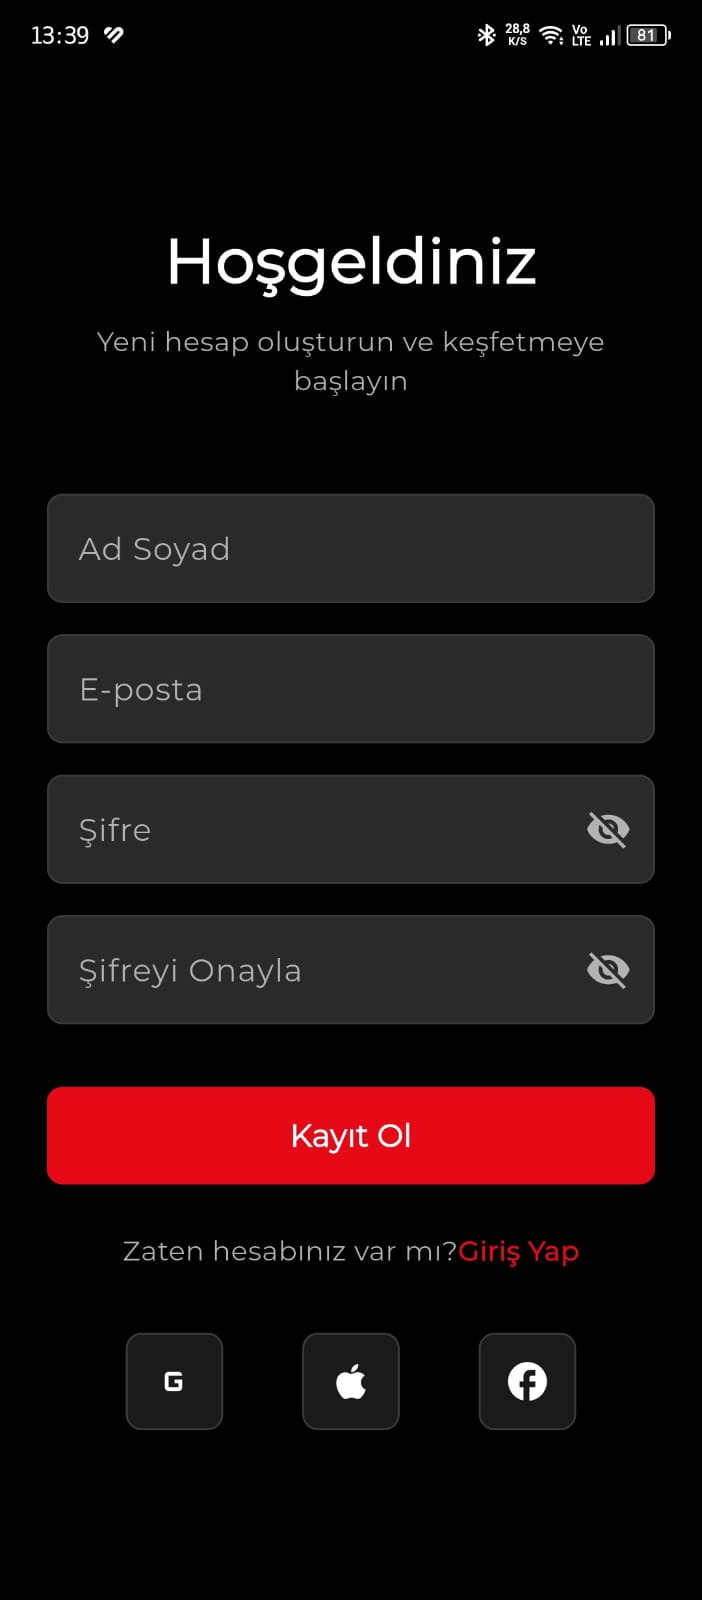 13:39
28,8 K/S
Vo LTE
81
Hoşgeldiniz
Yeni hesap oluşturun ve keşfetmeye
başlayın
Ad Soyad
E-posta
Şifre
Şifreyi Onayla
Kayıt Ol
Zaten hesabınız var mı?Giriş Yap
G